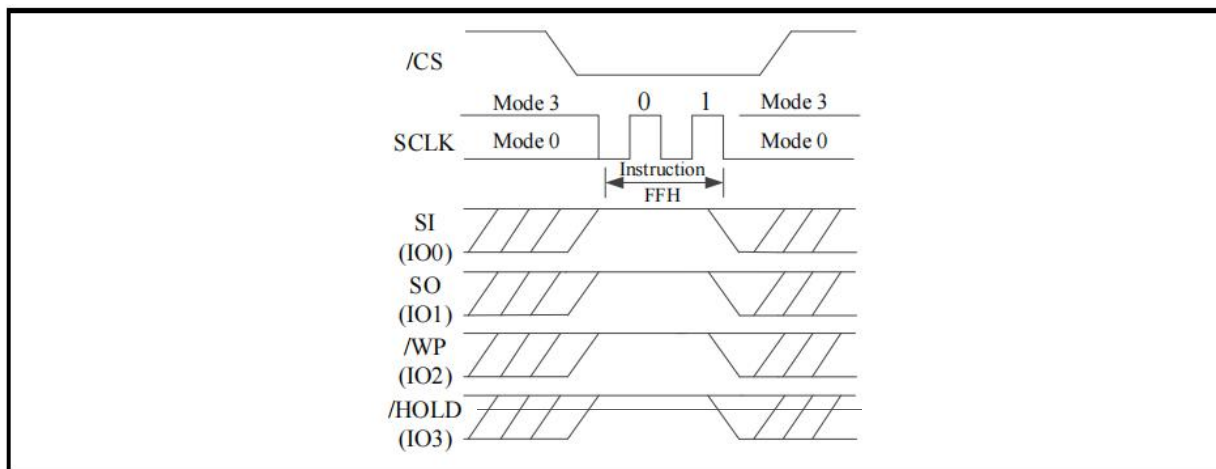 /CS
Mode 3 0 1 Mode 3
SCLK Mode 0 Mode 0
Instruction
FFH
SI
(IO0)
SO
(IO1)
/WP
(IO2)
/HOLD
(IO3)